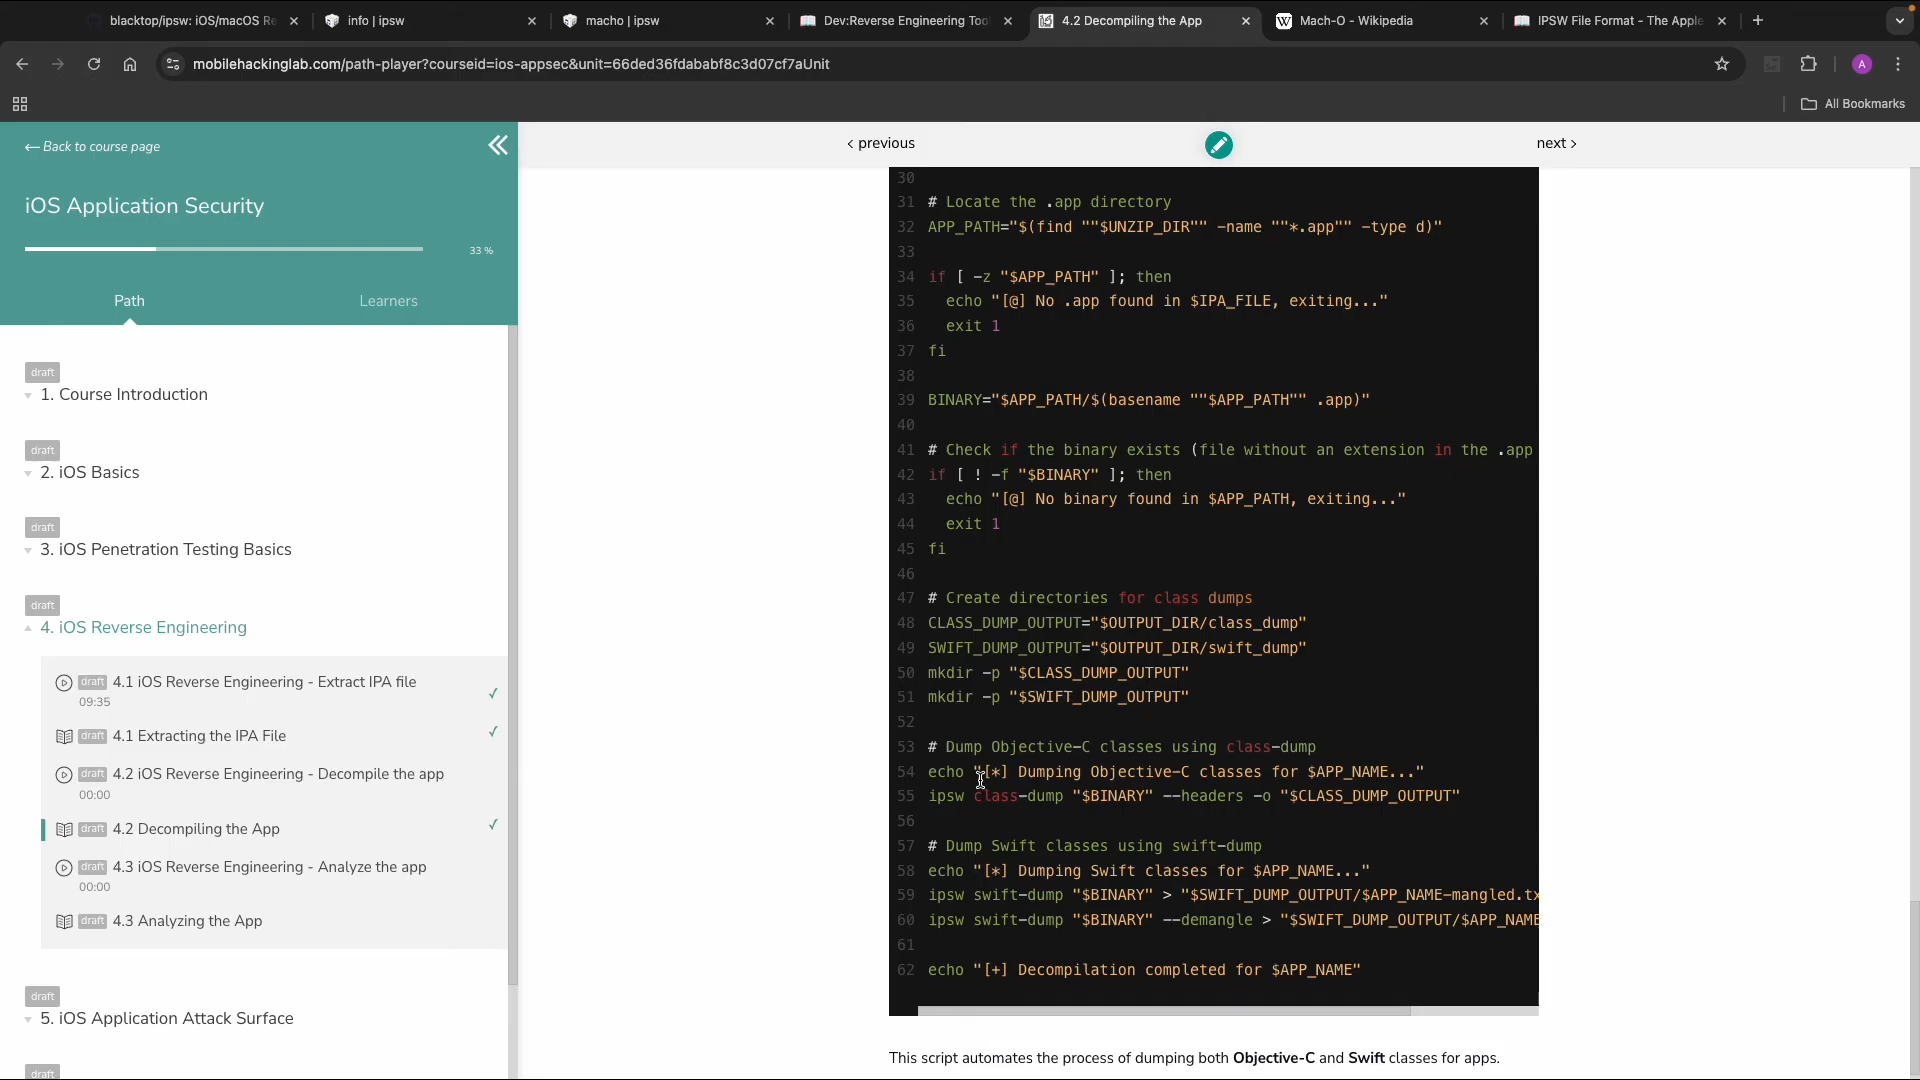 blacktop/ipsw: iOS/macOS Re
info | ipsw
macho | ipsw
Dev:Reverse Engineering Too
4.2 Decompiling the App
W Mach-O - Wikipedia
IPSW File Format - The Apple
mobilehackinglab.com/path-player?courseid=ios-appsec&unit=66ded36fdababf8c3d07cf7aUnit
A
All Bookmarks
Back to course page
iOS Application Security
33 %
Path
Learners
draft
1. Course Introduction
draft
2. iOS Basics
draft
3. iOS Penetration Testing Basics
draft
4. iOS Reverse Engineering
draft 4.1 iOS Reverse Engineering - Extract IPA file
09:35
draft 4.1 Extracting the IPA File
draft 4.2 iOS Reverse Engineering - Decompile the app
00:00
draft 4.2 Decompiling the App
draft 4.3 iOS Reverse Engineering - Analyze the app
00:00
draft 4.3 Analyzing the App
draft
5. iOS Application Attack Surface
draft
‹ previous
next ›
30
31 # Locate the .app directory
32 APP_PATH="$(find ""$UNZIP_DIR"" -name ""*.app"" -type d)"
33
34 if [ -z "$APP_PATH" ]; then
35 echo "[@] No .app found in $IPA_FILE, exiting..."
36 exit 1
37 fi
38
39 BINARY="$APP_PATH/$(basename ""$APP_PATH"" .app)"
40
41 # Check if the binary exists (file without an extension in the .app
42 if [ ! -f "$BINARY" ]; then
43 echo "[@] No binary found in $APP_PATH, exiting..."
44 exit 1
45 fi
46
47 # Create directories for class dumps
48 CLASS_DUMP_OUTPUT="$OUTPUT_DIR/class_dump"
49 SWIFT_DUMP_OUTPUT="$OUTPUT_DIR/swift_dump"
50 mkdir -p "$CLASS_DUMP_OUTPUT"
51 mkdir -p "$SWIFT_DUMP_OUTPUT"
52
53 # Dump Objective-C classes using class-dump
54 echo "[*] Dumping Objective-C classes for $APP_NAME..."
55 ipsw class-dump "$BINARY" --headers -o "$CLASS_DUMP_OUTPUT"
56
57 # Dump Swift classes using swift-dump
58 echo "[*] Dumping Swift classes for $APP_NAME..."
59 ipsw swift-dump "$BINARY" > "$SWIFT_DUMP_OUTPUT/$APP_NAME-mangled.tx
60 ipsw swift-dump "$BINARY" --demangle > "$SWIFT_DUMP_OUTPUT/$APP_NAME
61
62 echo "[+] Decompilation completed for $APP_NAME"
This script automates the process of dumping both Objective-C and Swift classes for apps.